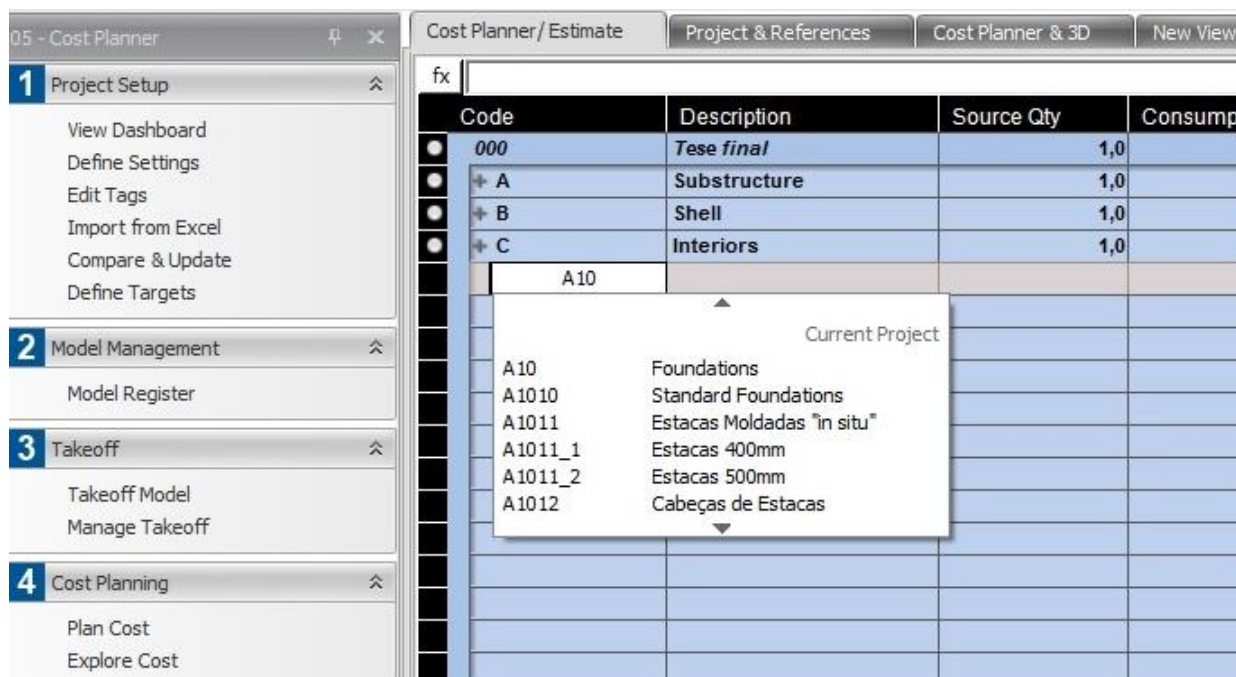 05 - Cost Planner
1 Project Setup
View Dashboard
Define Settings
Edit Tags
Import from Excel
Compare & Update
Define Targets
2 Model Management
Model Register
3 Takeoff
Takeoff Model
Manage Takeoff
4 Cost Planning
Plan Cost
Explore Cost
Cost Planner/Estimate Project & References Cost Planner & 3D New View
fx
Code Description Source Qty Consump
000 Tese final 1,0
A Substructure 1,0
B Shell 1,0
C Interiors 1,0
A10
Current Project
A10 Foundations
A1010 Standard Foundations
A1011 Estacas Moldadas "in situ"
A1011_1 Estacas 400mm
A1011_2 Estacas 500mm
A1012 Cabeças de Estacas